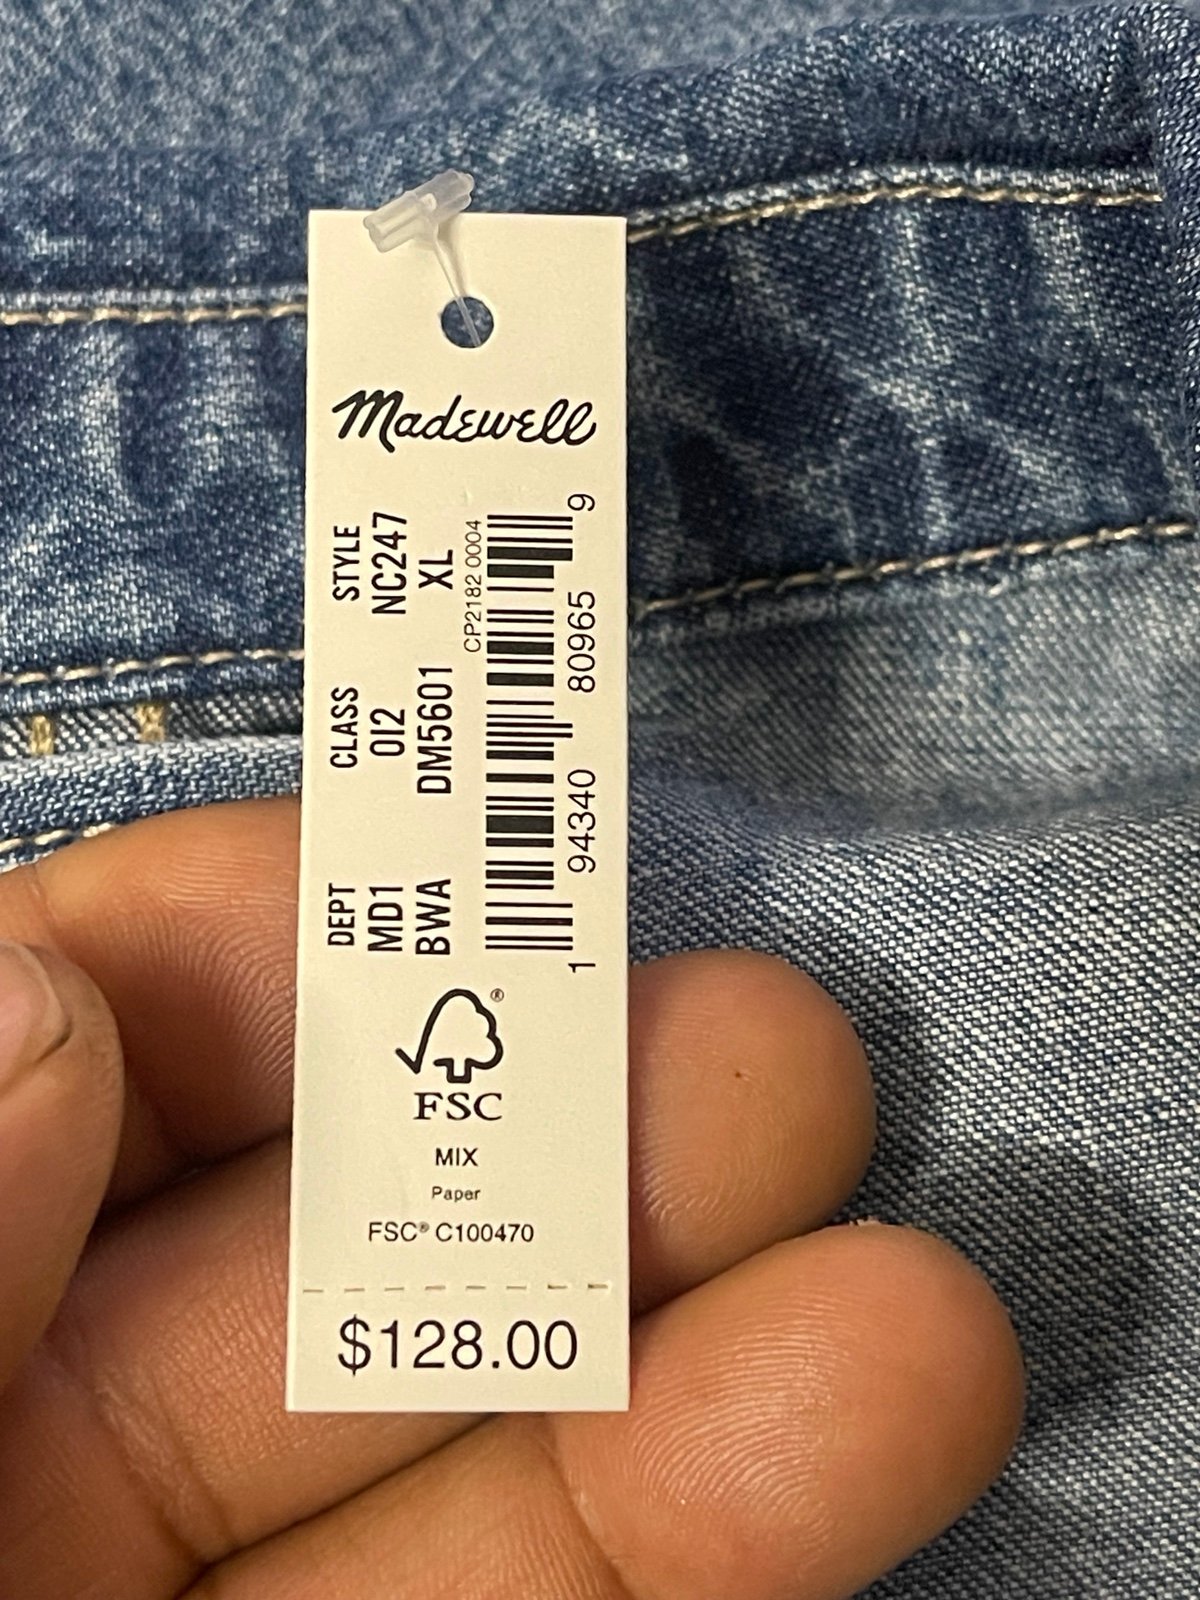 Madewell
STYLE
NC247
XL
CLASS
0I2
DM5601
DEPT
MD1
BWA
CP2182 0004
1 94340 80965 9
FSC®
MIX
Paper
FSC® C100470
$128.00